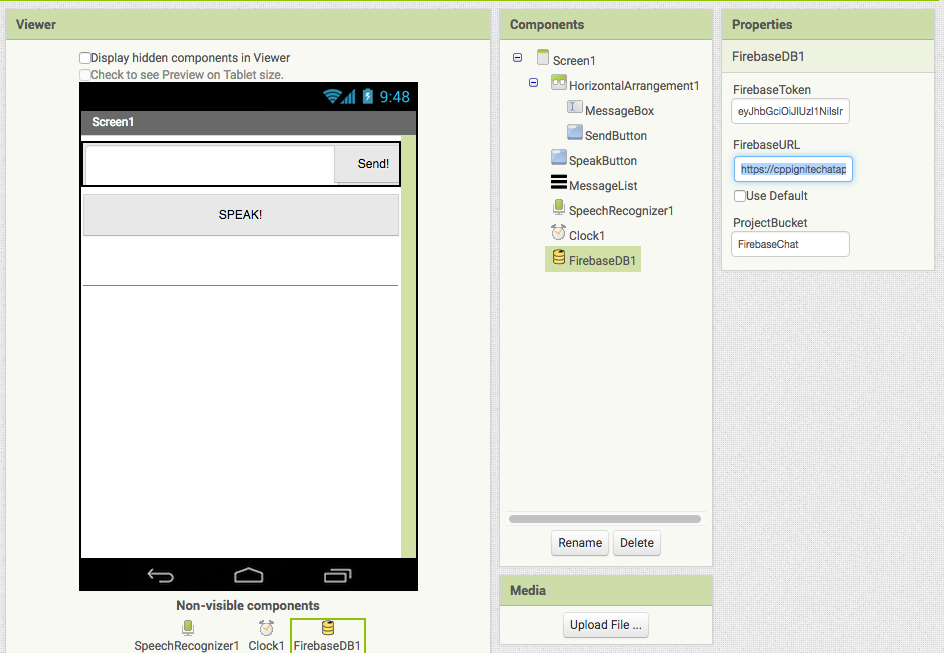 Viewer
Display hidden components in Viewer
Check to see Preview on Tablet size.
9:48
Screen1
Send!
SPEAK!
Non-visible components
SpeechRecognizer1 Clock1 FirebaseDB1
Components
Screen1
HorizontalArrangement1
MessageBox
SendButton
SpeakButton
MessageList
SpeechRecognizer1
Clock1
FirebaseDB1
Rename Delete
Media
Upload File ...
Properties
FirebaseDB1
FirebaseToken
FirebaseURL
https://cppignitechatap
Use Default
ProjectBucket
FirebaseChat